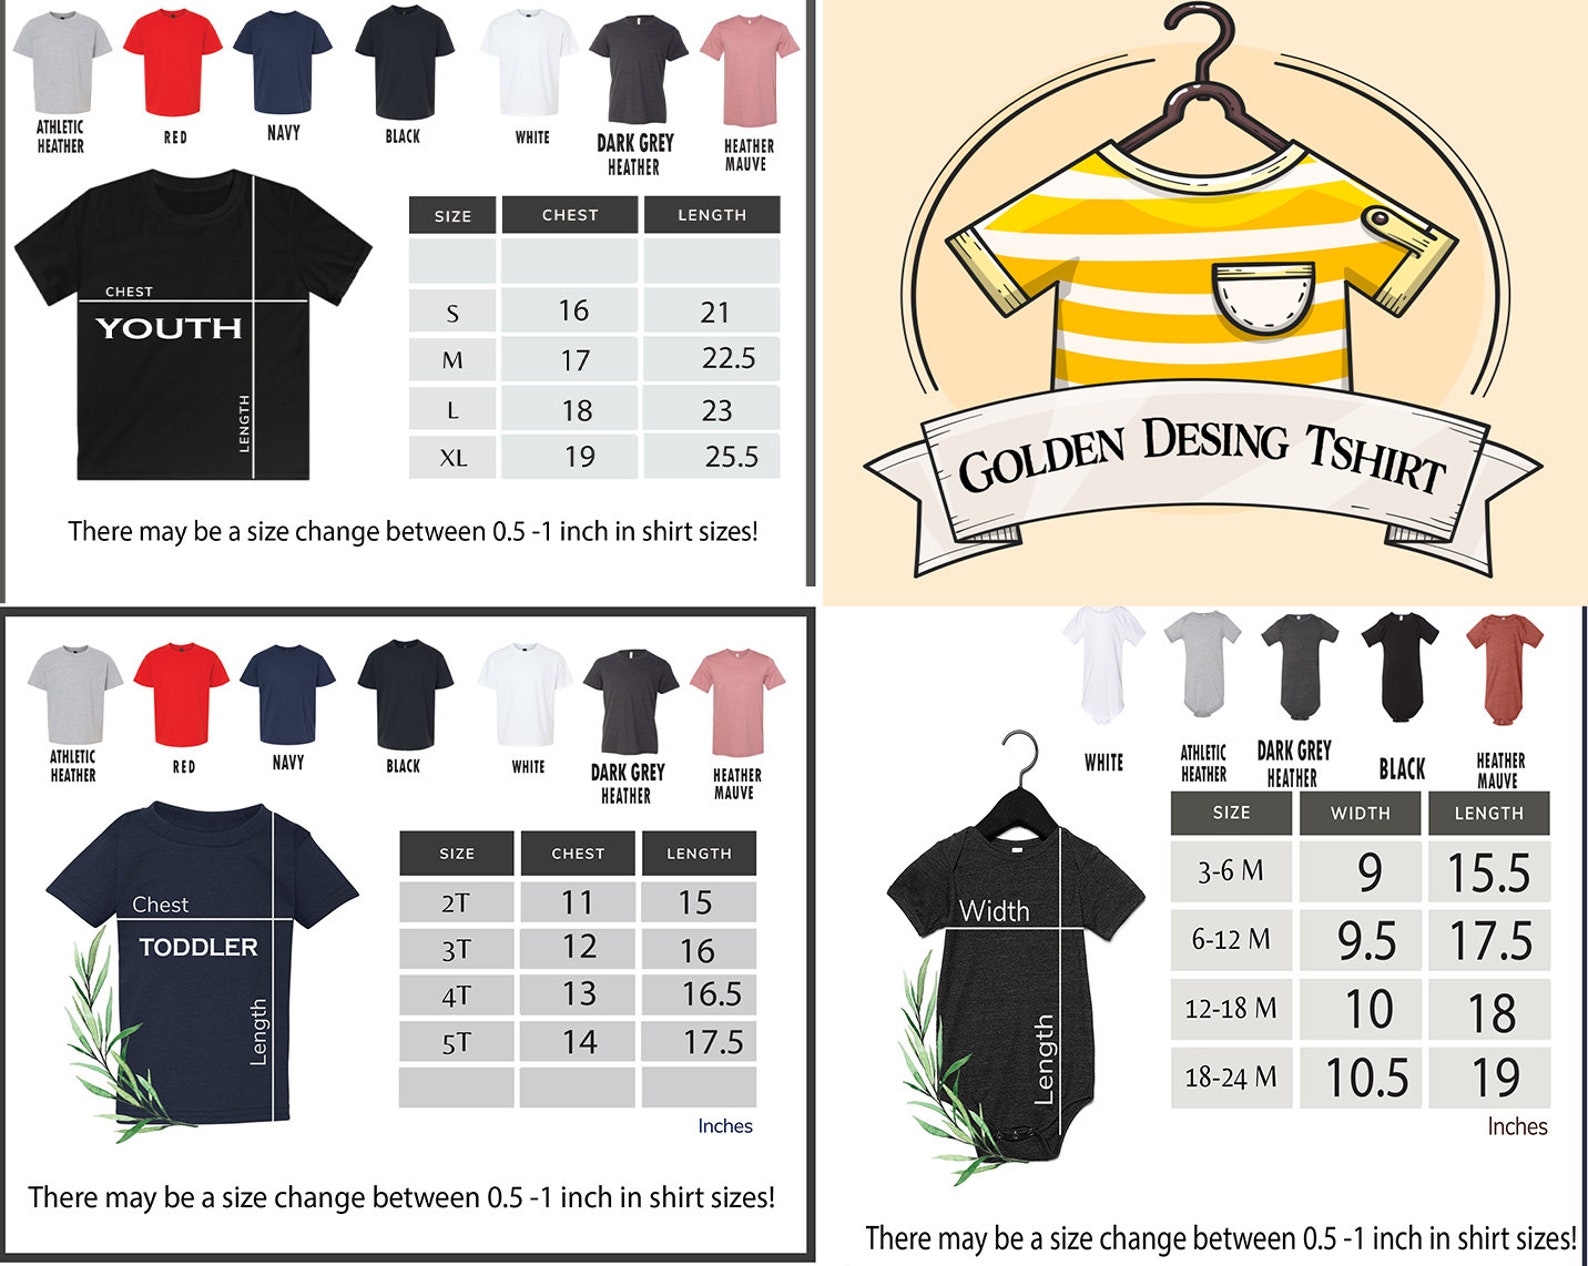 ATHLETIC
HEATHER
RED
NAVY
BLACK
WHITE
DARK GREY
HEATHER
HEATHER
MAUVE
CHEST
YOUTH
LENGTH
SIZE CHEST LENGTH
S 16 21
M 17 22.5
L 18 23
XL 19 25.5
There may be a size change between 0.5 -1 inch in shirt sizes!
GOLDEN DESING TSHIRT
ATHLETIC
HEATHER
RED
NAVY
BLACK
WHITE
DARK GREY
HEATHER
HEATHER
MAUVE
Chest
TODDLER
Length
SIZE CHEST LENGTH
2T 11 15
3T 12 16
4T 13 16.5
5T 14 17.5
Inches
There may be a size change between 0.5 -1 inch in shirt sizes!
WHITE
ATHLETIC
HEATHER
DARK GREY
HEATHER
BLACK
HEATHER
MAUVE
Width
Length
SIZE WIDTH LENGTH
3-6 M 9 15.5
6-12 M 9.5 17.5
12-18 M 10 18
18-24 M 10.5 19
Inches
There may be a size change between 0.5 -1 inch in shirt sizes!